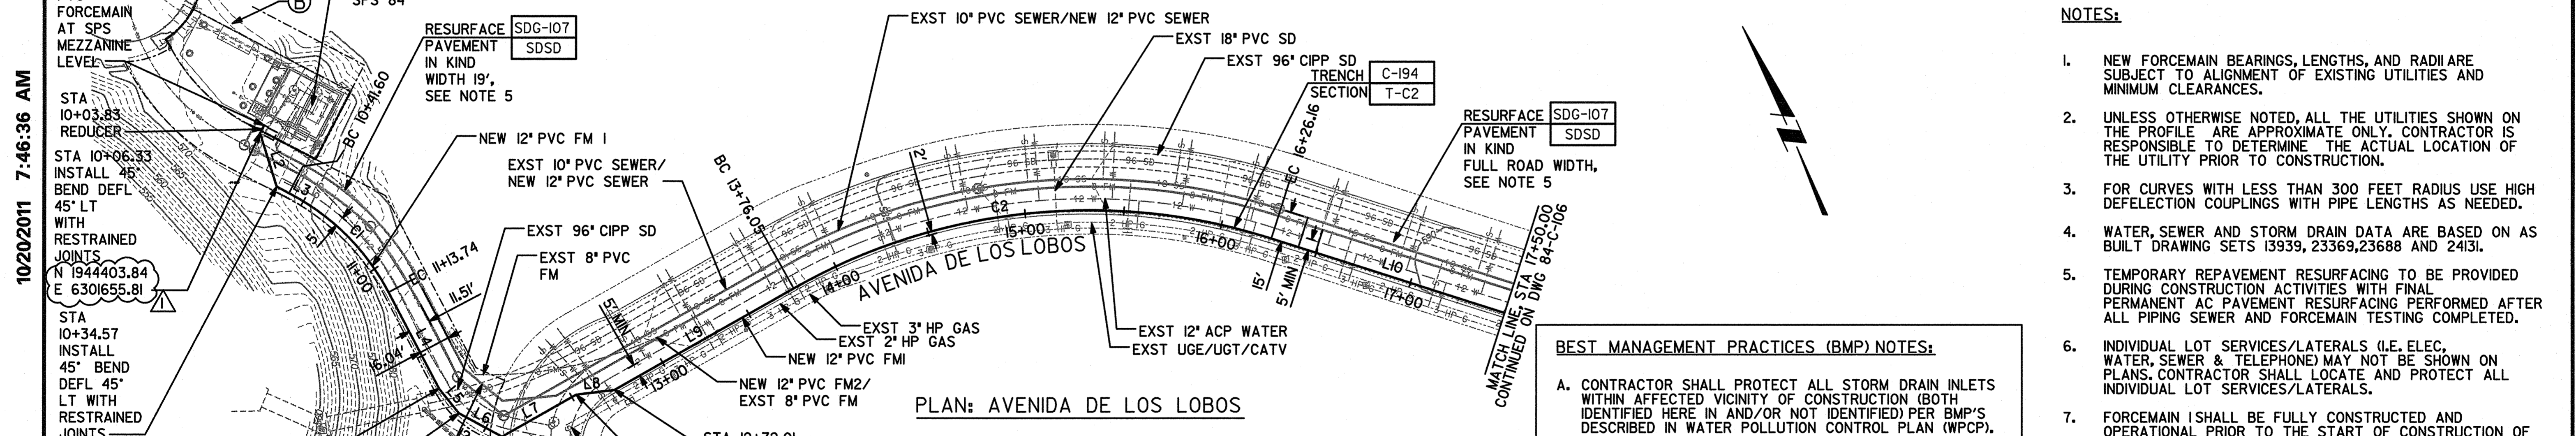 10/20/2011 7:46:36 AM
FORCEMAIN
AT SPS
MEZZANINE
LEVEL
STA
10+03.83
REDUCER
STA 10+06.33
INSTALL 45°
BEND DEFL
45° LT
WITH
RESTRAINED
JOINTS
N 1944403.84
E 6301655.81
1
STA
10+34.57
INSTALL
45° BEND
DEFL 45°
LT WITH
RESTRAINED
JOINTS
B
SPS 84
RESURFACE SDG-107
PAVEMENT SDSD
IN KIND
WIDTH 19',
SEE NOTE 5
BC 10+41.60
NEW 12" PVC FM 1
EXST 10" PVC SEWER/
NEW 12" PVC SEWER
EXST 96" CIPP SD
EXST 8" PVC
FM
L2
L3
C1
5'
11+00
EC 11+13.74
11.51'
L4
16.04'
L5
L6
L7
L8
L9
5' MIN
13+00
BC 13+76.05
14+00
EXST 10" PVC SEWER/NEW 12" PVC SEWER
EXST 18" PVC SD
EXST 96" CIPP SD
TRENCH C-194
SECTION T-C2
2'
C2
15+00
AVENIDA DE LOS LOBOS
16+00
EC 16+26.16
15'
5' MIN
L10
17+00
RESURFACE SDG-107
PAVEMENT SDSD
IN KIND
FULL ROAD WIDTH,
SEE NOTE 5
MATCH LINE, STA 17+50.00
CONTINUED ON DWG 84-C-106
EXST 3" HP GAS
EXST 2" HP GAS
NEW 12" PVC FM1
NEW 12" PVC FM2/
EXST 8" PVC FM
EXST 12" ACP WATER
EXST UGE/UGT/CATV
PLAN: AVENIDA DE LOS LOBOS
BEST MANAGEMENT PRACTICES (BMP) NOTES:
A. CONTRACTOR SHALL PROTECT ALL STORM DRAIN INLETS
WITHIN AFFECTED VICINITY OF CONSTRUCTION (BOTH
IDENTIFIED HERE IN AND/OR NOT IDENTIFIED) PER BMP'S
DESCRIBED IN WATER POLLUTION CONTROL PLAN (WPCP).
NOTES:
1. NEW FORCEMAIN BEARINGS, LENGTHS, AND RADII ARE
SUBJECT TO ALIGNMENT OF EXISTING UTILITIES AND
MINIMUM CLEARANCES.
2. UNLESS OTHERWISE NOTED, ALL THE UTILITIES SHOWN ON
THE PROFILE ARE APPROXIMATE ONLY. CONTRACTOR IS
RESPONSIBLE TO DETERMINE THE ACTUAL LOCATION OF
THE UTILITY PRIOR TO CONSTRUCTION.
3. FOR CURVES WITH LESS THAN 300 FEET RADIUS USE HIGH
DEFELECTION COUPLINGS WITH PIPE LENGTHS AS NEEDED.
4. WATER, SEWER AND STORM DRAIN DATA ARE BASED ON AS
BUILT DRAWING SETS 13939, 23369,23688 AND 24131.
5. TEMPORARY REPAVEMENT RESURFACING TO BE PROVIDED
DURING CONSTRUCTION ACTIVITIES WITH FINAL
PERMANENT AC PAVEMENT RESURFACING PERFORMED AFTER
ALL PIPING SEWER AND FORCEMAIN TESTING COMPLETED.
6. INDIVIDUAL LOT SERVICES/LATERALS (I.E. ELEC,
WATER, SEWER & TELEPHONE) MAY NOT BE SHOWN ON
PLANS. CONTRACTOR SHALL LOCATE AND PROTECT ALL
INDIVIDUAL LOT SERVICES/LATERALS.
7. FORCEMAIN 1 SHALL BE FULLY CONSTRUCTED AND
OPERATIONAL PRIOR TO THE START OF CONSTRUCTION OF